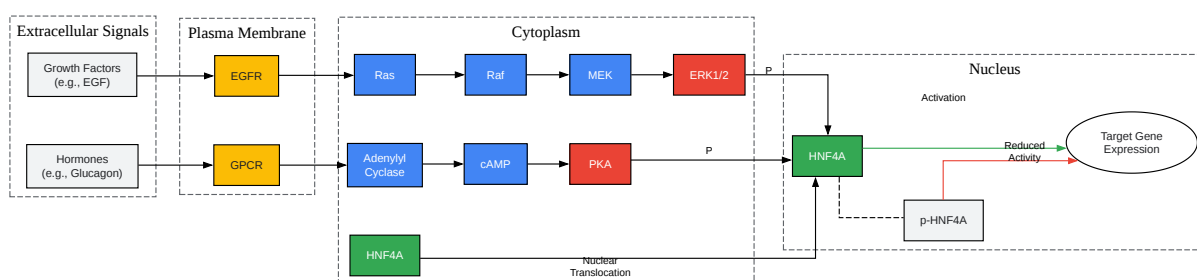 Extracellular Signals
Plasma Membrane
Cytoplasm
Nucleus
Growth Factors
(e.g., EGF)
EGFR
Ras
Raf
MEK
ERK1/2
P
Activation
Hormones
(e.g., Glucagon)
GPCR
Adenylyl
Cyclase
cAMP
PKA
P
HNF4A
Reduced
Activity
Target Gene
Expression
p-HNF4A
HNF4A
Nuclear
Translocation